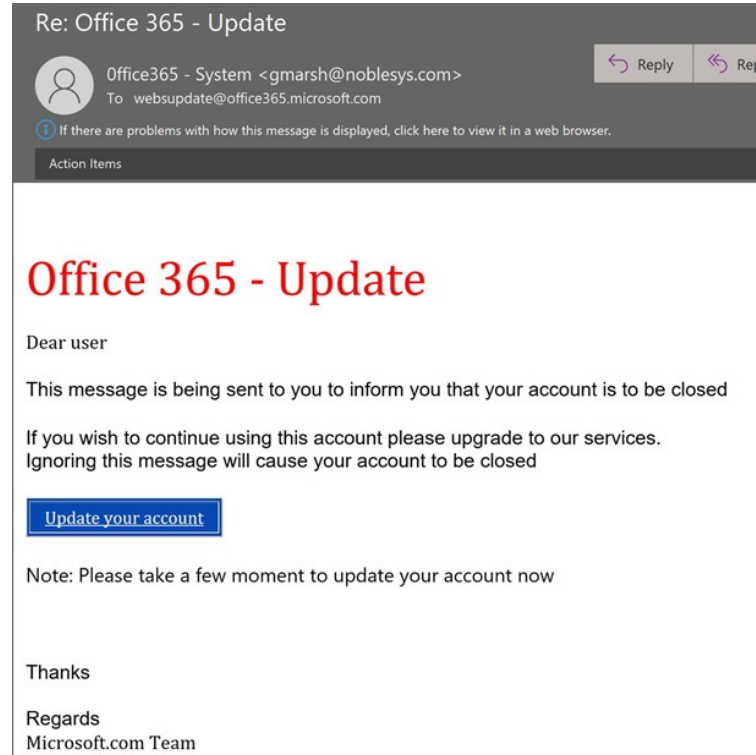 Re: Office 365 - Update
Reply
0ffice365 - System <gmarsh@noblesys.com>
To websupdate@office365.microsoft.com
If there are problems with how this message is displayed, click here to view it in a web browser.
Action Items
Office 365 - Update
Dear user
This message is being sent to you to inform you that your account is to be closed
If you wish to continue using this account please upgrade to our services.
Ignoring this message will cause your account to be closed
Update your account
Note: Please take a few moment to update your account now
Thanks
Regards
Microsoft.com Team